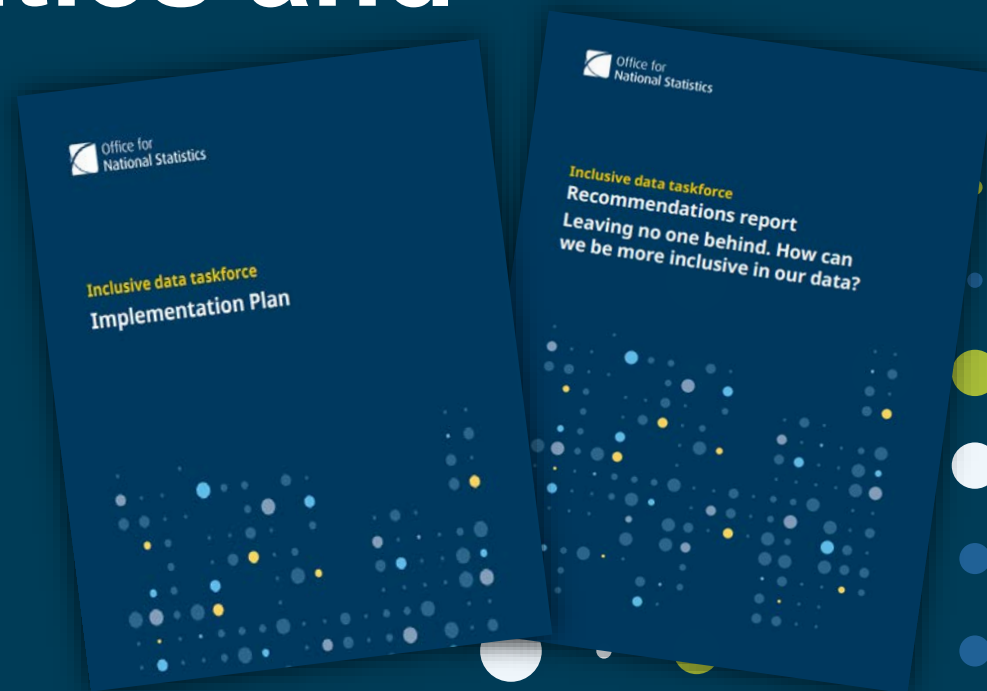 and
Office for
National Statistics
Inclusive data taskforce
Implementation Plan
Office for
National Statistics
Inclusive data taskforce
Recommendations report
Leaving no one behind. How can
we be more inclusive in our data?